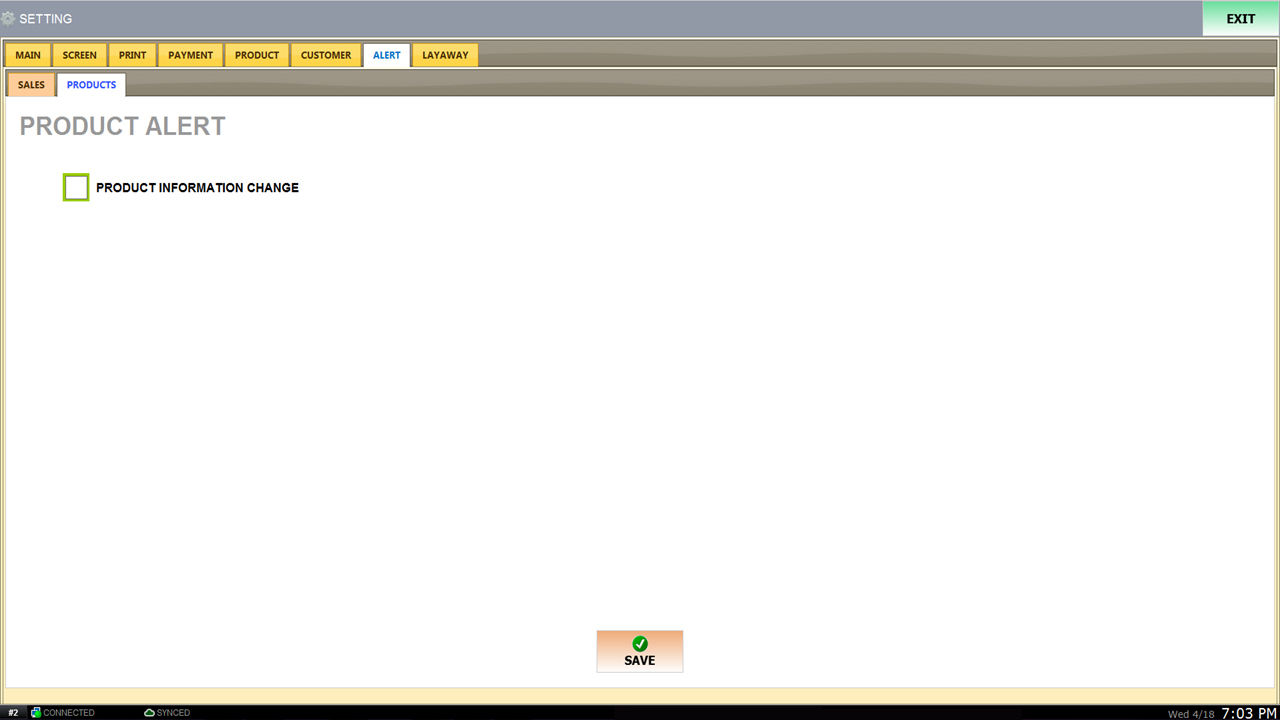 SETTING
EXIT
MAIN SCREEN PRINT PAYMENT PRODUCT CUSTOMER ALERT LAYAWAY
SALES PRODUCTS
PRODUCT ALERT
PRODUCT INFORMATION CHANGE
SAVE
#2 CONNECTED SYNCED Wed 4/18 7:03 PM